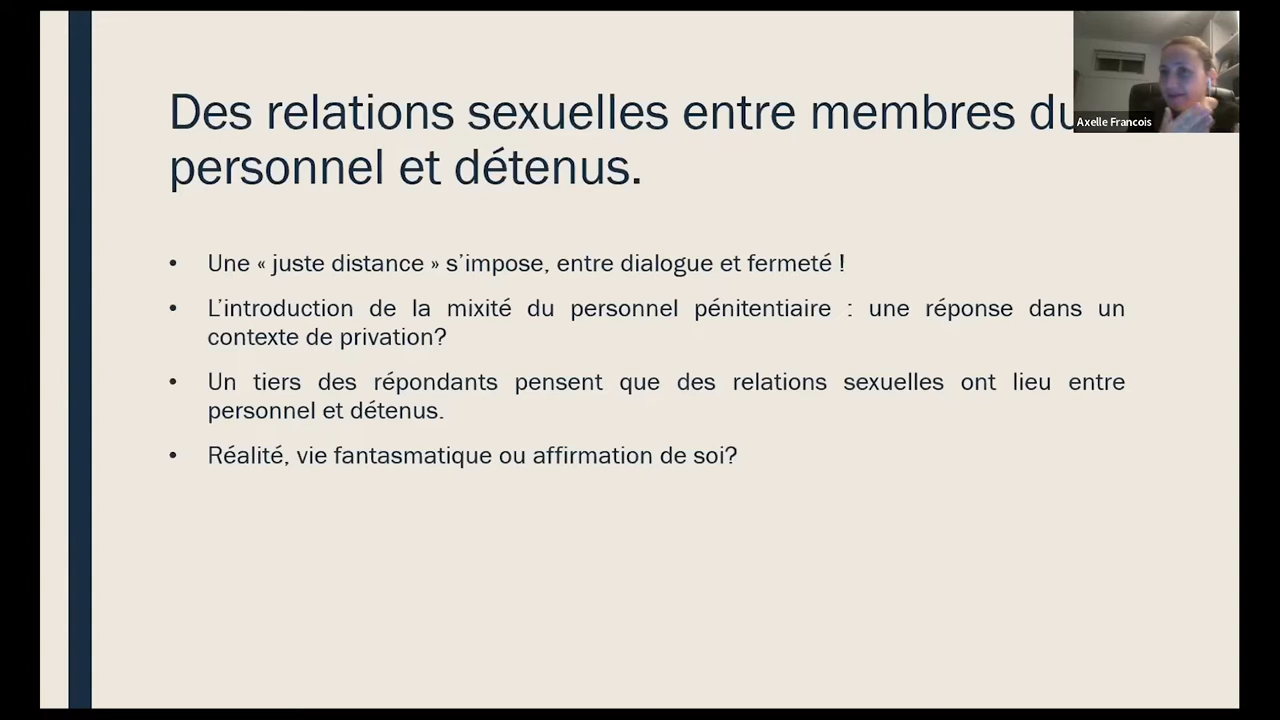 Des relations sexuelles entre membres du
personnel et détenus.
Axelle Francois
• Une « juste distance » s’impose, entre dialogue et fermeté !
• L’introduction de la mixité du personnel pénitentiaire : une réponse dans un
contexte de privation?
• Un tiers des répondants pensent que des relations sexuelles ont lieu entre
personnel et détenus.
• Réalité, vie fantasmatique ou affirmation de soi?